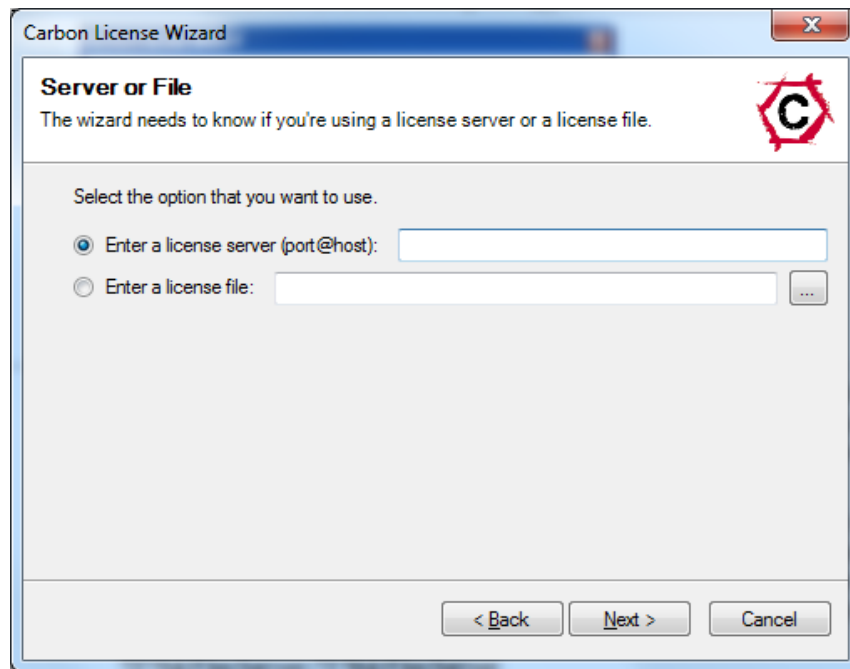 Carbon License Wizard
Server or File
The wizard needs to know if you're using a license server or a license file.
C
Select the option that you want to use.
Enter a license server (port@host):
Enter a license file:
...
< Back
Next >
Cancel